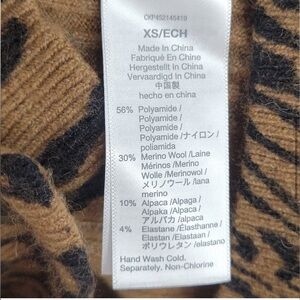 CKP452145419
XS/ECH
Made In China
Fabriqué En Chine
Hergestellt In China
Vervaardigd In China
中国製
hecho en china
56% Polyamide /
Polyamide /
Polyamide /
Polyamide /ナイロン /
poliamida
30% Merino Wool /Laine
Mérinos /Merino
Wolle /Merinowol /
メリノウール /lana
merino
10% Alpaca /Alpaga /
Alpaka /Alpaca /
アルパカ /alpaca
4% Elastane /Élasthanne /
Elastan /Elastaan /
ポリウレタン /elastano
Hand Wash Cold.
Separately. Non-Chlorine